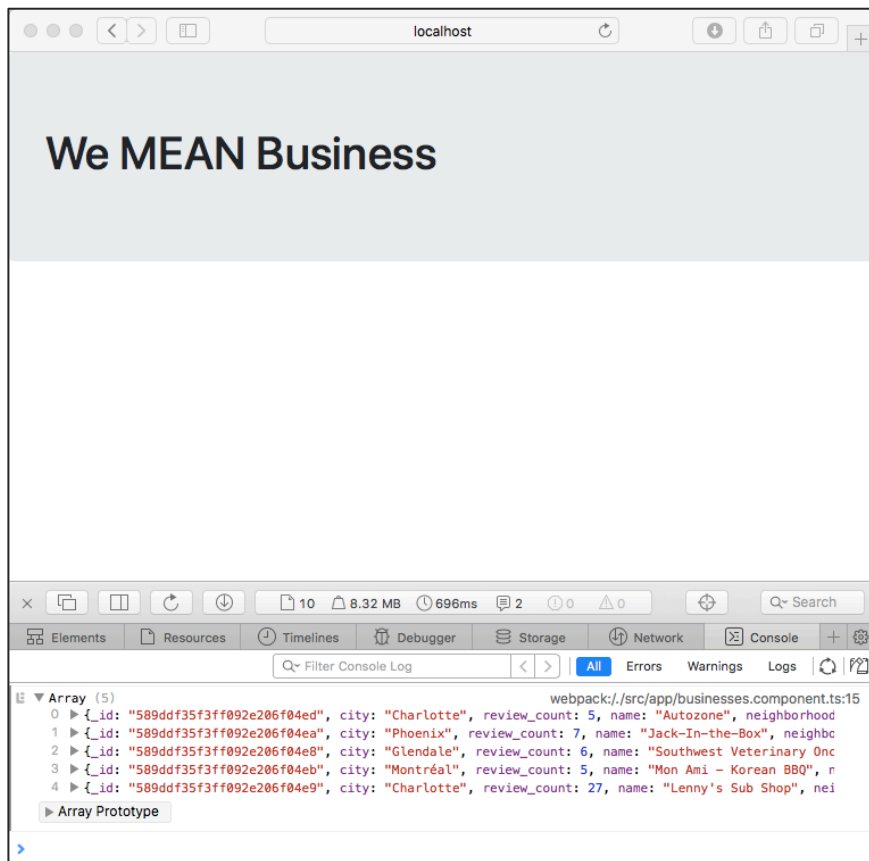 localhost
We MEAN Business
10 8.32 MB 696ms 2 0 0 Search
Elements Resources Timelines Debugger Storage Network Console
Filter Console Log All Errors Warnings Logs
E ▼ Array (5) webpack:/./src/app/businesses.component.ts:15
0 ▶ {_id: "589ddf35f3ff092e206f04ed", city: "Charlotte", review_count: 5, name: "Autozone", neighborhood
1 ▶ {_id: "589ddf35f3ff092e206f04ea", city: "Phoenix", review_count: 7, name: "Jack-In-the-Box", neighbo
2 ▶ {_id: "589ddf35f3ff092e206f04e8", city: "Glendale", review_count: 6, name: "Southwest Veterinary Onc
3 ▶ {_id: "589ddf35f3ff092e206f04eb", city: "Montréal", review_count: 5, name: "Mon Ami – Korean BBQ", n
4 ▶ {_id: "589ddf35f3ff092e206f04e9", city: "Charlotte", review_count: 27, name: "Lenny's Sub Shop", nei
▶ Array Prototype